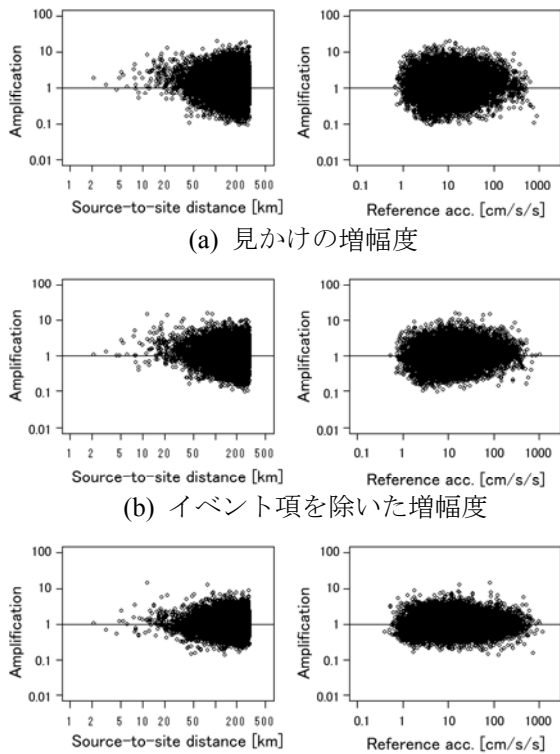 Amplification
100
10
1
0.1
0.01
1 2 5 10 20 50 200 500
Source-to-site distance [km]
Amplification
100
10
1
0.1
0.01
0.1 1 10 100 1000
Reference acc. [cm/s/s]
(a) 見かけの増幅度
Amplification
100
10
1
0.1
0.01
1 2 5 10 20 50 200 500
Source-to-site distance [km]
Amplification
100
10
1
0.1
0.01
0.1 1 10 100 1000
Reference acc. [cm/s/s]
(b) イベント項を除いた増幅度
Amplification
100
10
1
0.1
0.01
1 2 5 10 20 50 200 500
Source-to-site distance [km]
Amplification
100
10
1
0.1
0.01
0.1 1 10 100 1000
Reference acc. [cm/s/s]